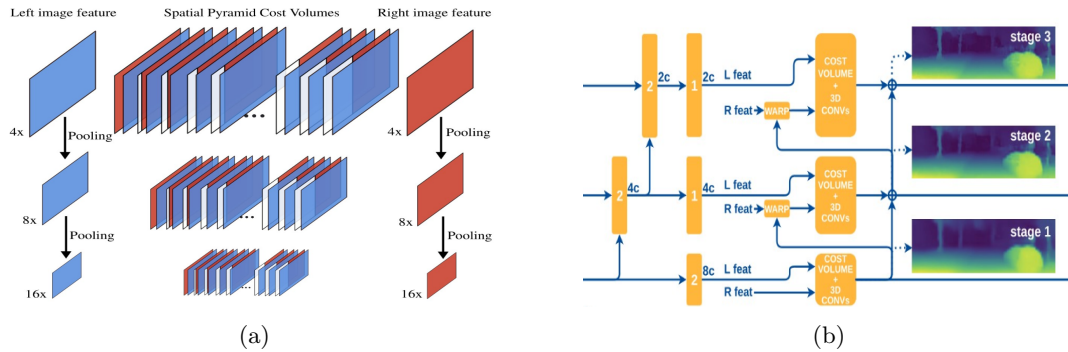 Left image feature
Spatial Pyramid Cost Volumes
Right image feature
4x
Pooling
4x
Pooling
...
8x
Pooling
8x
Pooling
...
16x
16x
...
(a)
2
2c
1
2c
L feat
R feat
WARP
COST
VOLUME
+
3D
CONVs
stage 3
2
4c
1
4c
L feat
R feat
WARP
COST
VOLUME
+
3D
CONVs
stage 2
2
8c
L feat
R feat
COST
VOLUME
+
3D
CONVs
stage 1
(b)